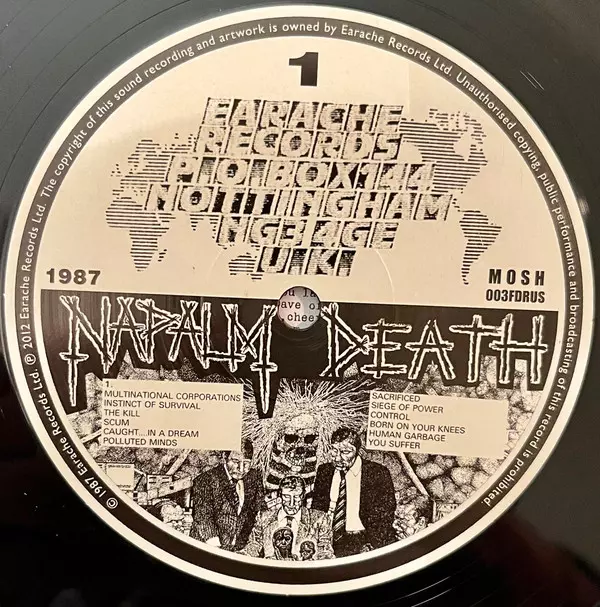 © 1987 Earache Records Ltd. ℗ 2012 Earache Records Ltd. The copyright of this sound recording and artwork is owned by Earache Records Ltd. Unauthorised copying, public performance and broadcasting of this record is prohibited.
1
EARACHE
RECORDS
P.O. BOX 144
NOTTINGHAM
NG3 4GE
U.K.
1987
MOSH
003FDRUS
ave of
.cheer
NAPALM DEATH
1.
MULTINATIONAL CORPORATIONS
INSTINCT OF SURVIVAL
THE KILL
SCUM
CAUGHT...IN A DREAM
POLLUTED MINDS
SACRIFICED
SIEGE OF POWER
CONTROL
BORN ON YOUR KNEES
HUMAN GARBAGE
YOU SUFFER